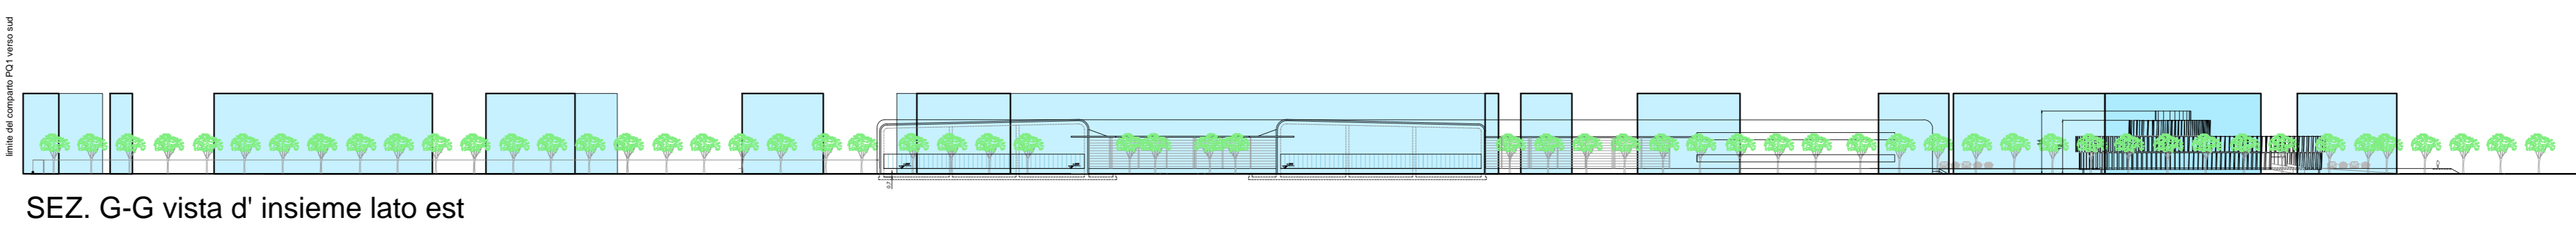 limite del comparto PQ1 verso sud
SEZ. G-G vista d' insieme lato est